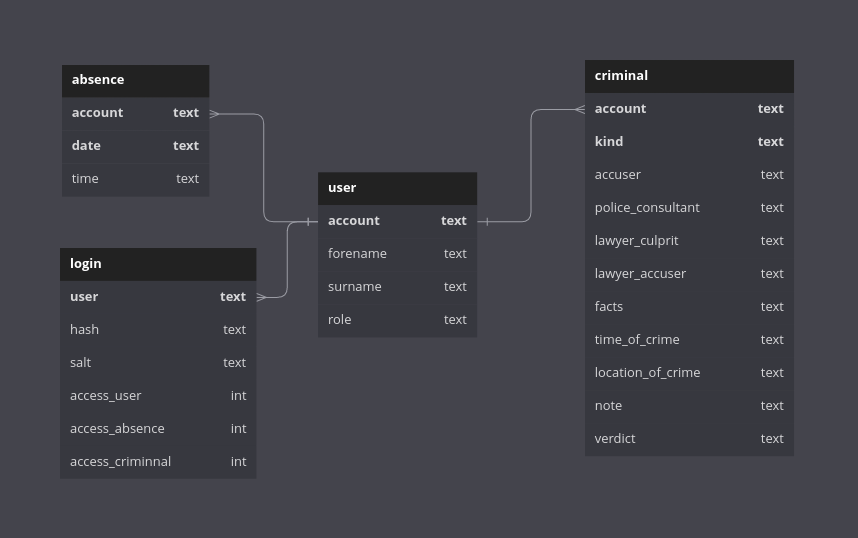 absence
account text
date text
time text
login
user text
hash text
salt text
access_user int
access_absence int
access_criminnal int
user
account text
forename text
surname text
role text
criminal
account text
kind text
accuser text
police_consultant text
lawyer_culprit text
lawyer_accuser text
facts text
time_of_crime text
location_of_crime text
note text
verdict text